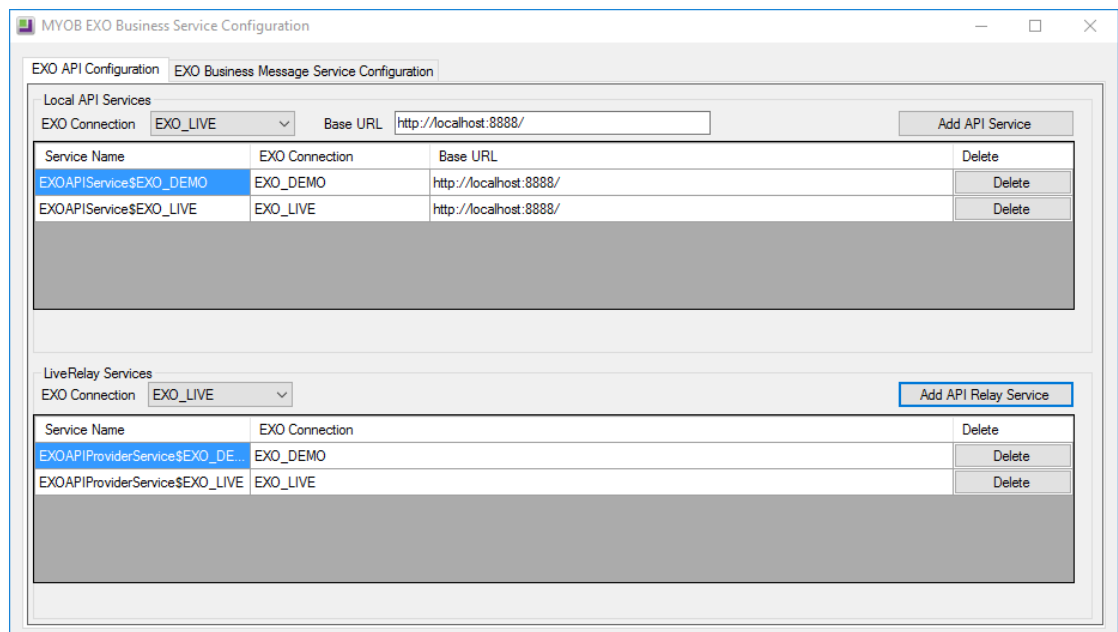 MYOB EXO Business Service Configuration
EXO API Configuration EXO Business Message Service Configuration
Local API Services
EXO Connection EXO_LIVE Base URL http://localhost:8888/ Add API Service
Service Name EXO Connection Base URL Delete
EXOAPIService$EXO_DEMO EXO_DEMO http://localhost:8888/ Delete
EXOAPIService$EXO_LIVE EXO_LIVE http://localhost:8888/ Delete
LiveRelay Services
EXO Connection EXO_LIVE Add API Relay Service
Service Name EXO Connection Delete
EXOAPIProviderService$EXO_DE... EXO_DEMO Delete
EXOAPIProviderService$EXO_LIVE EXO_LIVE Delete